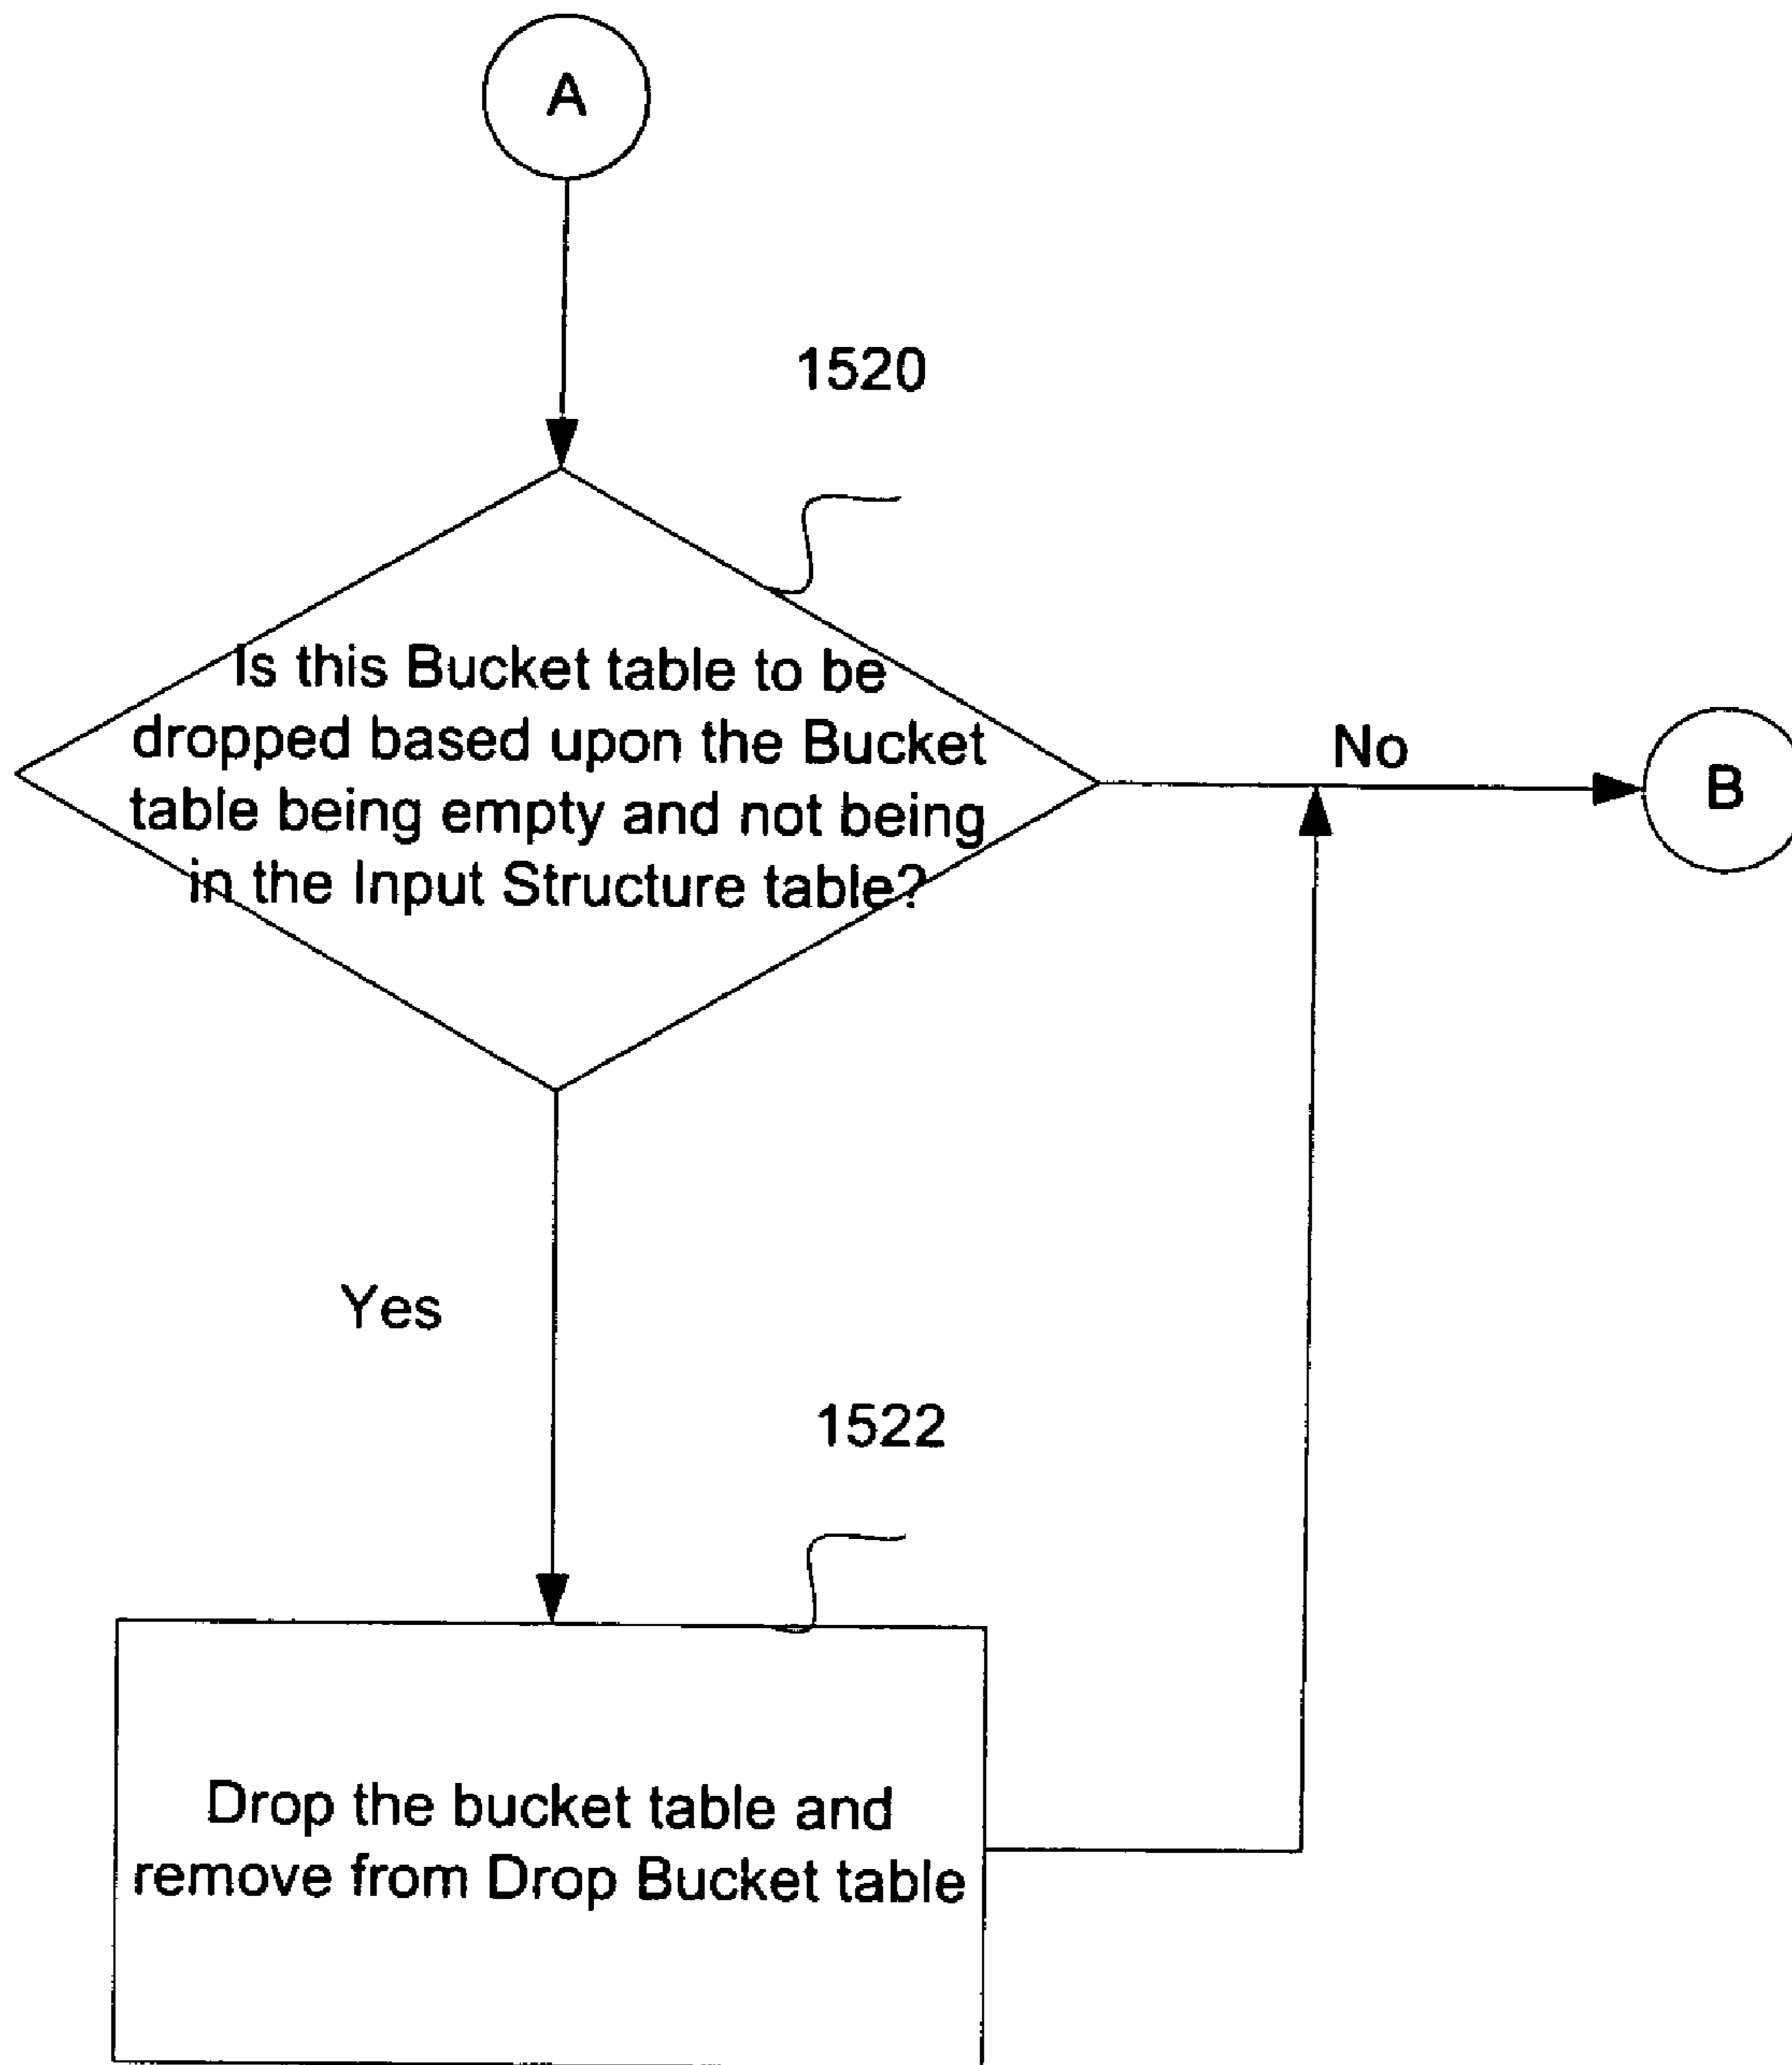 A
1520
Is this Bucket table to be
dropped based upon the Bucket
table being empty and not being
in the Input Structure table?
No
B
Yes
1522
Drop the bucket table and
remove from Drop Bucket table